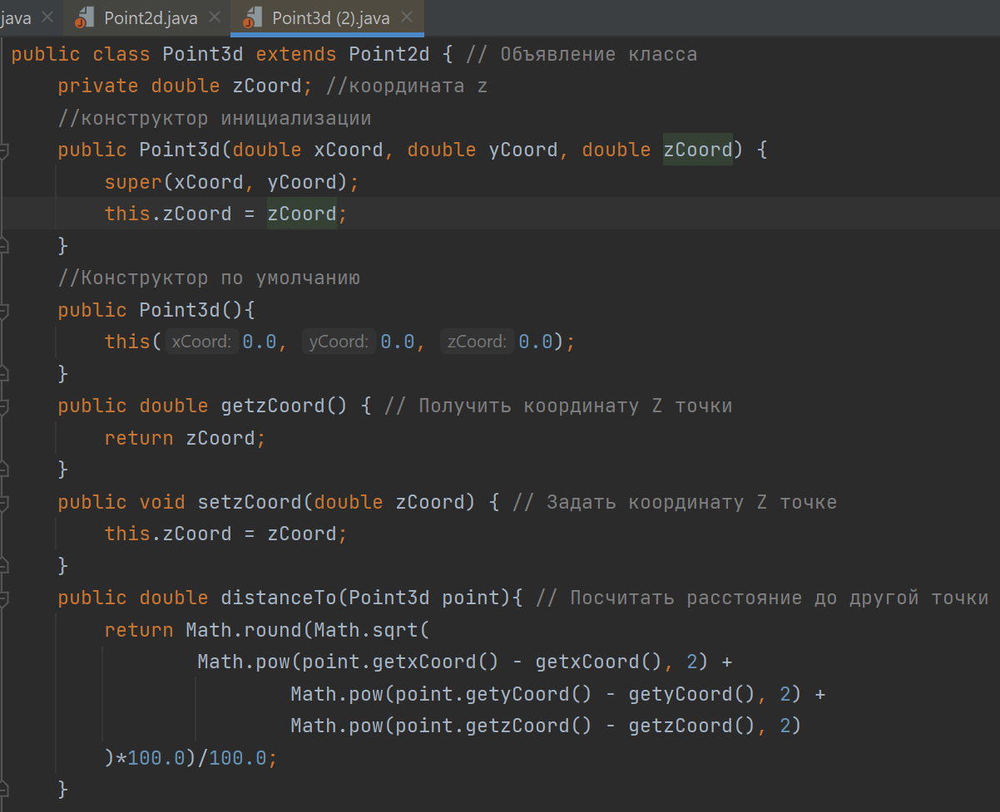 java Point2d.java Point3d (2).java
public class Point3d extends Point2d { // Объявление класса
private double zCoord; //координата z
//конструктор инициализации
public Point3d(double xCoord, double yCoord, double zCoord) {
super(xCoord, yCoord);
this.zCoord = zCoord;
}
//Конструктор по умолчанию
public Point3d(){
this( xCoord: 0.0, yCoord: 0.0, zCoord: 0.0);
}
public double getzCoord() { // Получить координату Z точки
return zCoord;
}
public void setzCoord(double zCoord) { // Задать координату Z точке
this.zCoord = zCoord;
}
public double distanceTo(Point3d point){ // Посчитать расстояние до другой точки
return Math.round(Math.sqrt(
Math.pow(point.getxCoord() - getxCoord(), 2) +
Math.pow(point.getyCoord() - getyCoord(), 2) +
Math.pow(point.getzCoord() - getzCoord(), 2)
)*100.0)/100.0;
}